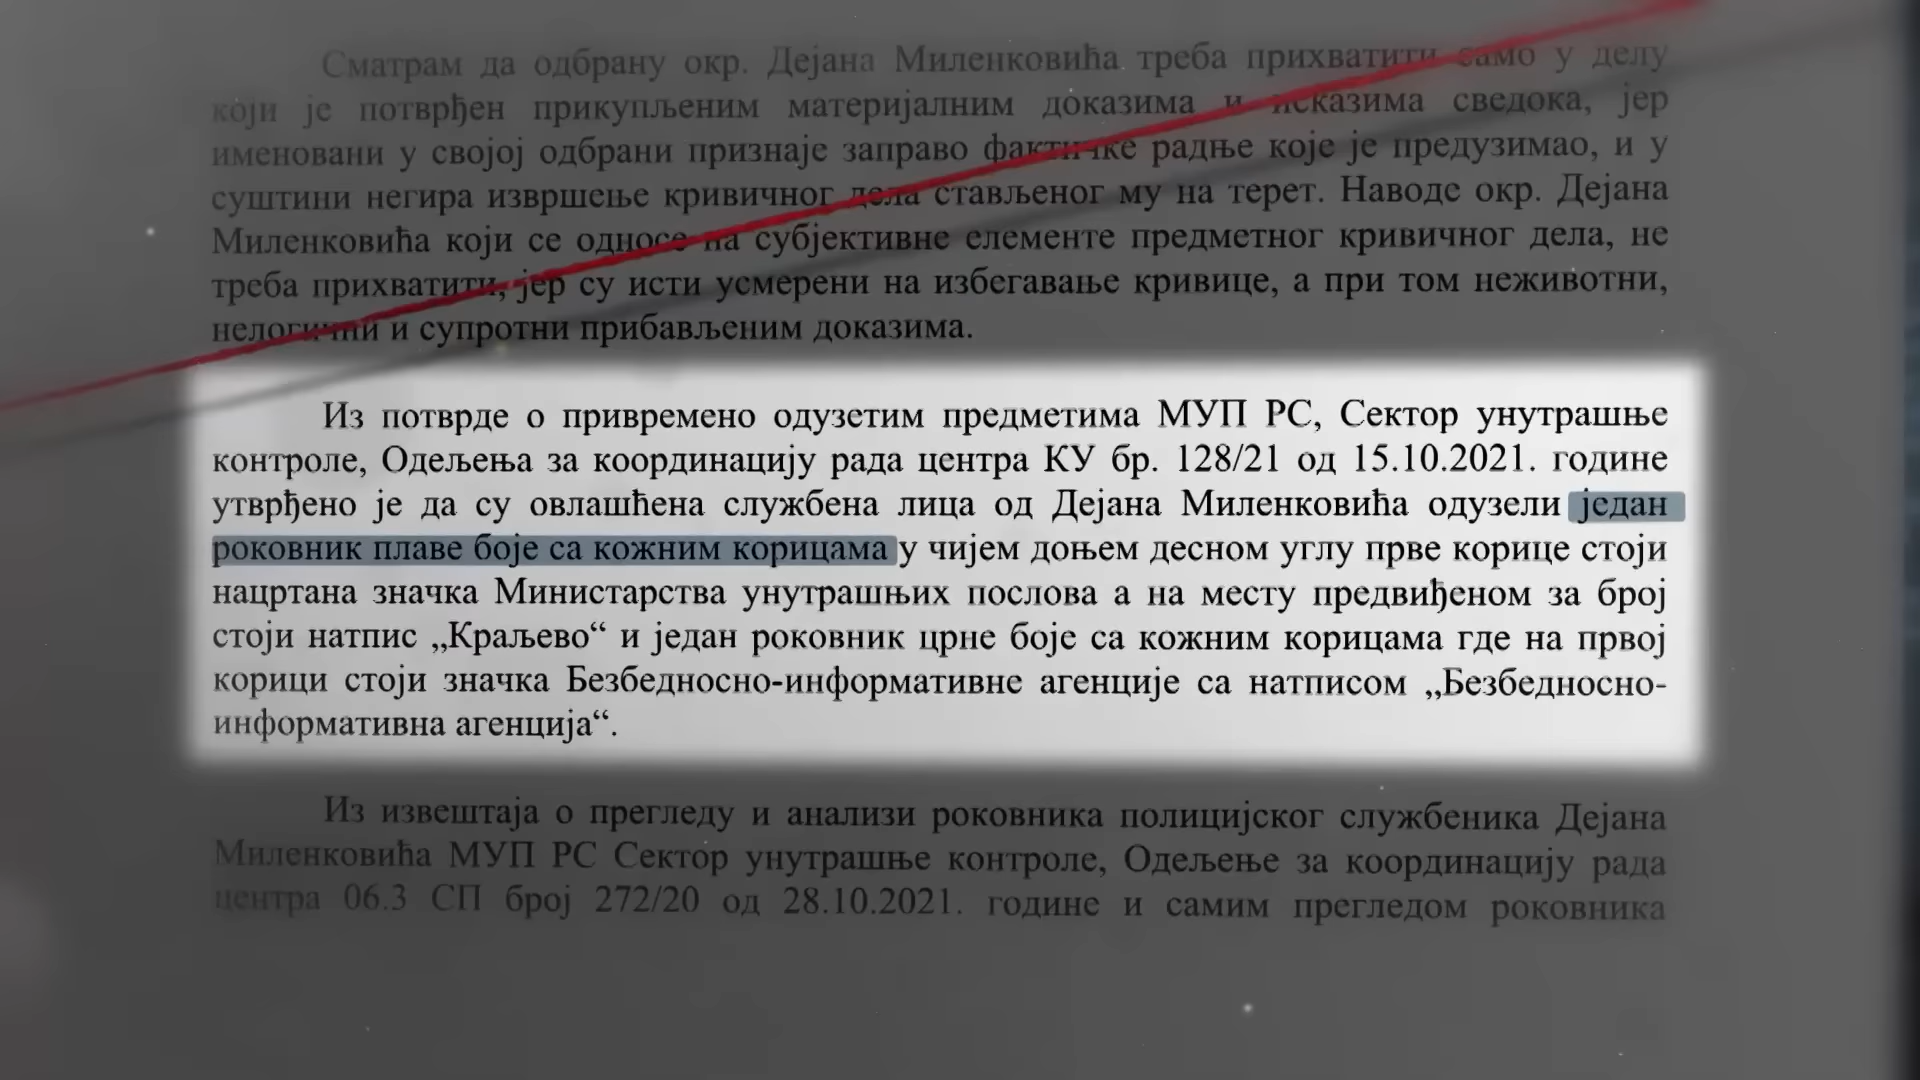 Сматрам да одбрану окр. Дејана Миленковића треба прихватити само у делу
који је потврђен прикупљеним материјалним доказима и исказима сведока, јер
именовани у својој одбрани признаје заправо фактичке радње које је предузимао, и у
суштини негира извршење кривичног дела стављеног му на терет. Наводе окр. Дејана
Миленковића који се односе на субјективне елементе предметног кривичног дела, не
треба прихватити, јер су исти усмерени на избегавање кривице, а при том неживотни,
нелогични и супротни прибављеним доказима.
Из потврде о привремено одузетим предметима МУП РС, Сектор унутрашње
контроле, Одељења за координацију рада центра КУ бр. 128/21 од 15.10.2021. године
утврђено је да су овлашћена службена лица од Дејана Миленковића одузели један
роковник плаве боје са кожним корицама у чијем доњем десном углу прве корице стоји
нацртана значка Министарства унутрашњих послова а на месту предвиђеном за број
стоји натпис „Краљево“ и један роковник црне боје са кожним корицама где на првој
корици стоји значка Безбедносно-информативне агенције са натписом „Безбедносно-
информативна агенција“.
Из извештаја о прегледу и анализи роковника полицијског службеника Дејана
Миленковића МУП РС Сектор унутрашње контроле, Одељење за координацију рада
центра 06.3 СП број 272/20 од 28.10.2021. године и самим прегледом роковника